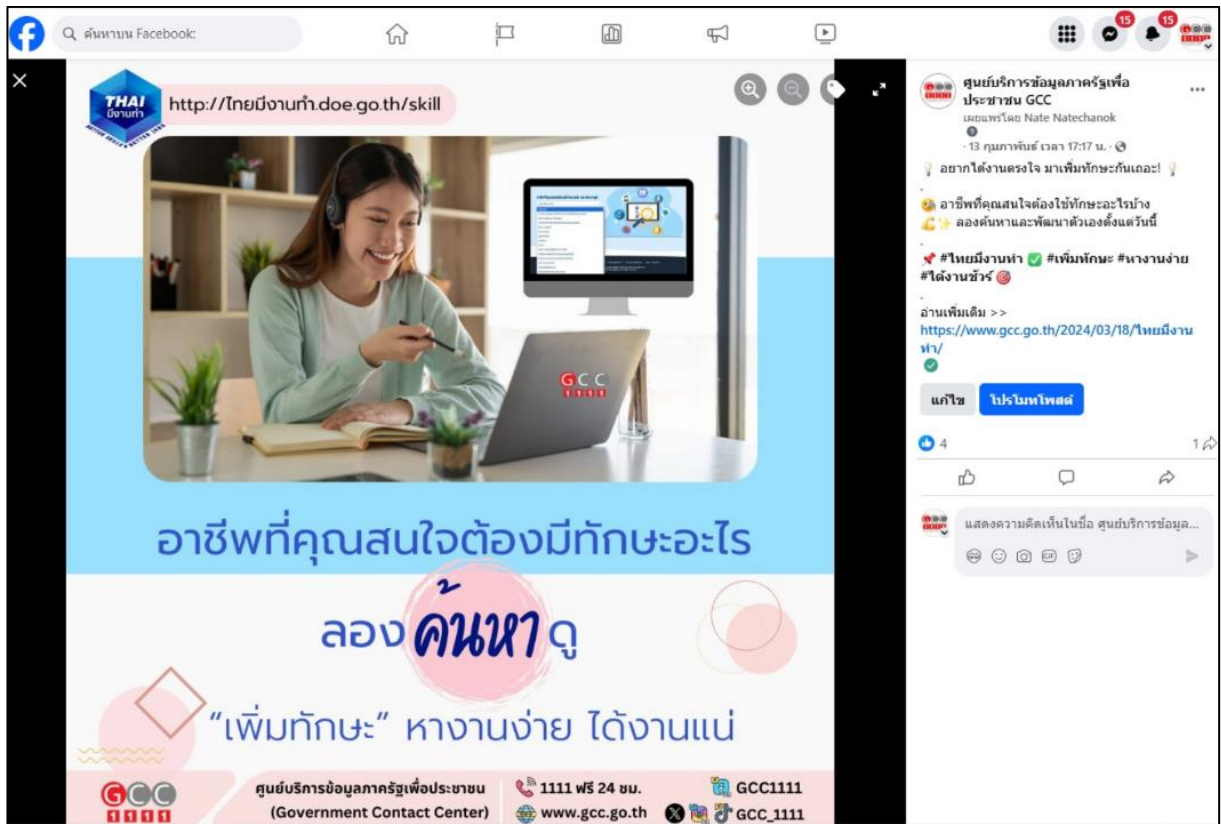 ค้นหาบน Facebook:
15
15
THAI
มีงานทำ
http://ไทยมีงานทำ.doe.go.th/skill
GCC
1111
อาชีพที่คุณสนใจต้องมีทักษะอะไร
ลอง ค้นหา ดู
“เพิ่มทักษะ” หางานง่าย ได้งานแน่
GCC
1111
ศูนย์บริการข้อมูลภาครัฐเพื่อประชาชน
(Government Contact Center)
1111 ฟรี 24 ชม.
www.gcc.go.th
GCC1111
GCC_1111
ศูนย์บริการข้อมูลภาครัฐเพื่อ
ประชาชน GCC
เผยแพร่โดย Nate Natechanok
· 13 กุมภาพันธ์ เวลา 17:17 น. ·
💡 อยากได้งานตรงใจ มาเพิ่มทักษะกันเถอะ! 💡
.
🧐 อาชีพที่คุณสนใจต้องใช้ทักษะอะไรบ้าง
💪✨ ลองค้นหาและพัฒนาตัวเองตั้งแต่วันนี้
.
📌 #ไทยมีงานทำ ✅ #เพิ่มทักษะ #หางานง่าย
#ได้งานชัวร์ 🎯
.
อ่านเพิ่มเติม >>
https://www.gcc.go.th/2024/03/18/ไทยมีงาน
ทำ/
แก้ไข
โปรโมทโพสต์
4
1
แสดงความคิดเห็นในชื่อ ศูนย์บริการข้อมูล...
GIF